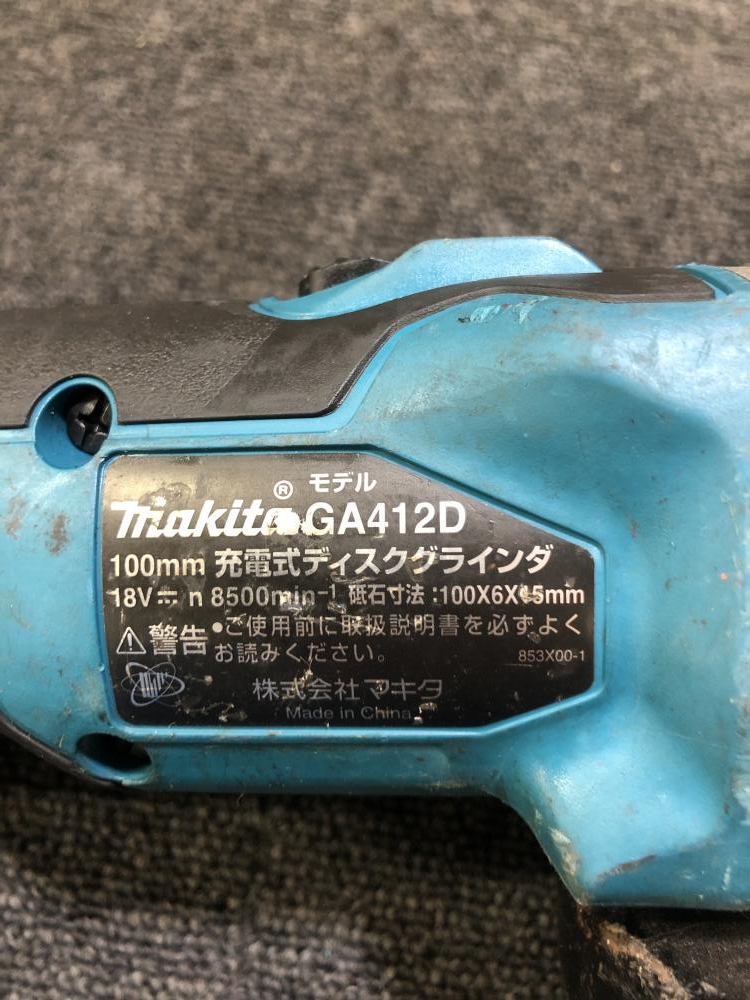 モデル
makita® GA412D
100mm 充電式ディスクグラインダ
18V⎓ n 8500min⁻¹ 砥石寸法:100X6X15mm
⚠警告 •ご使用前に取扱説明書を必ずよく
お読みください。 853X00-1
株式会社マキタ
Made in China